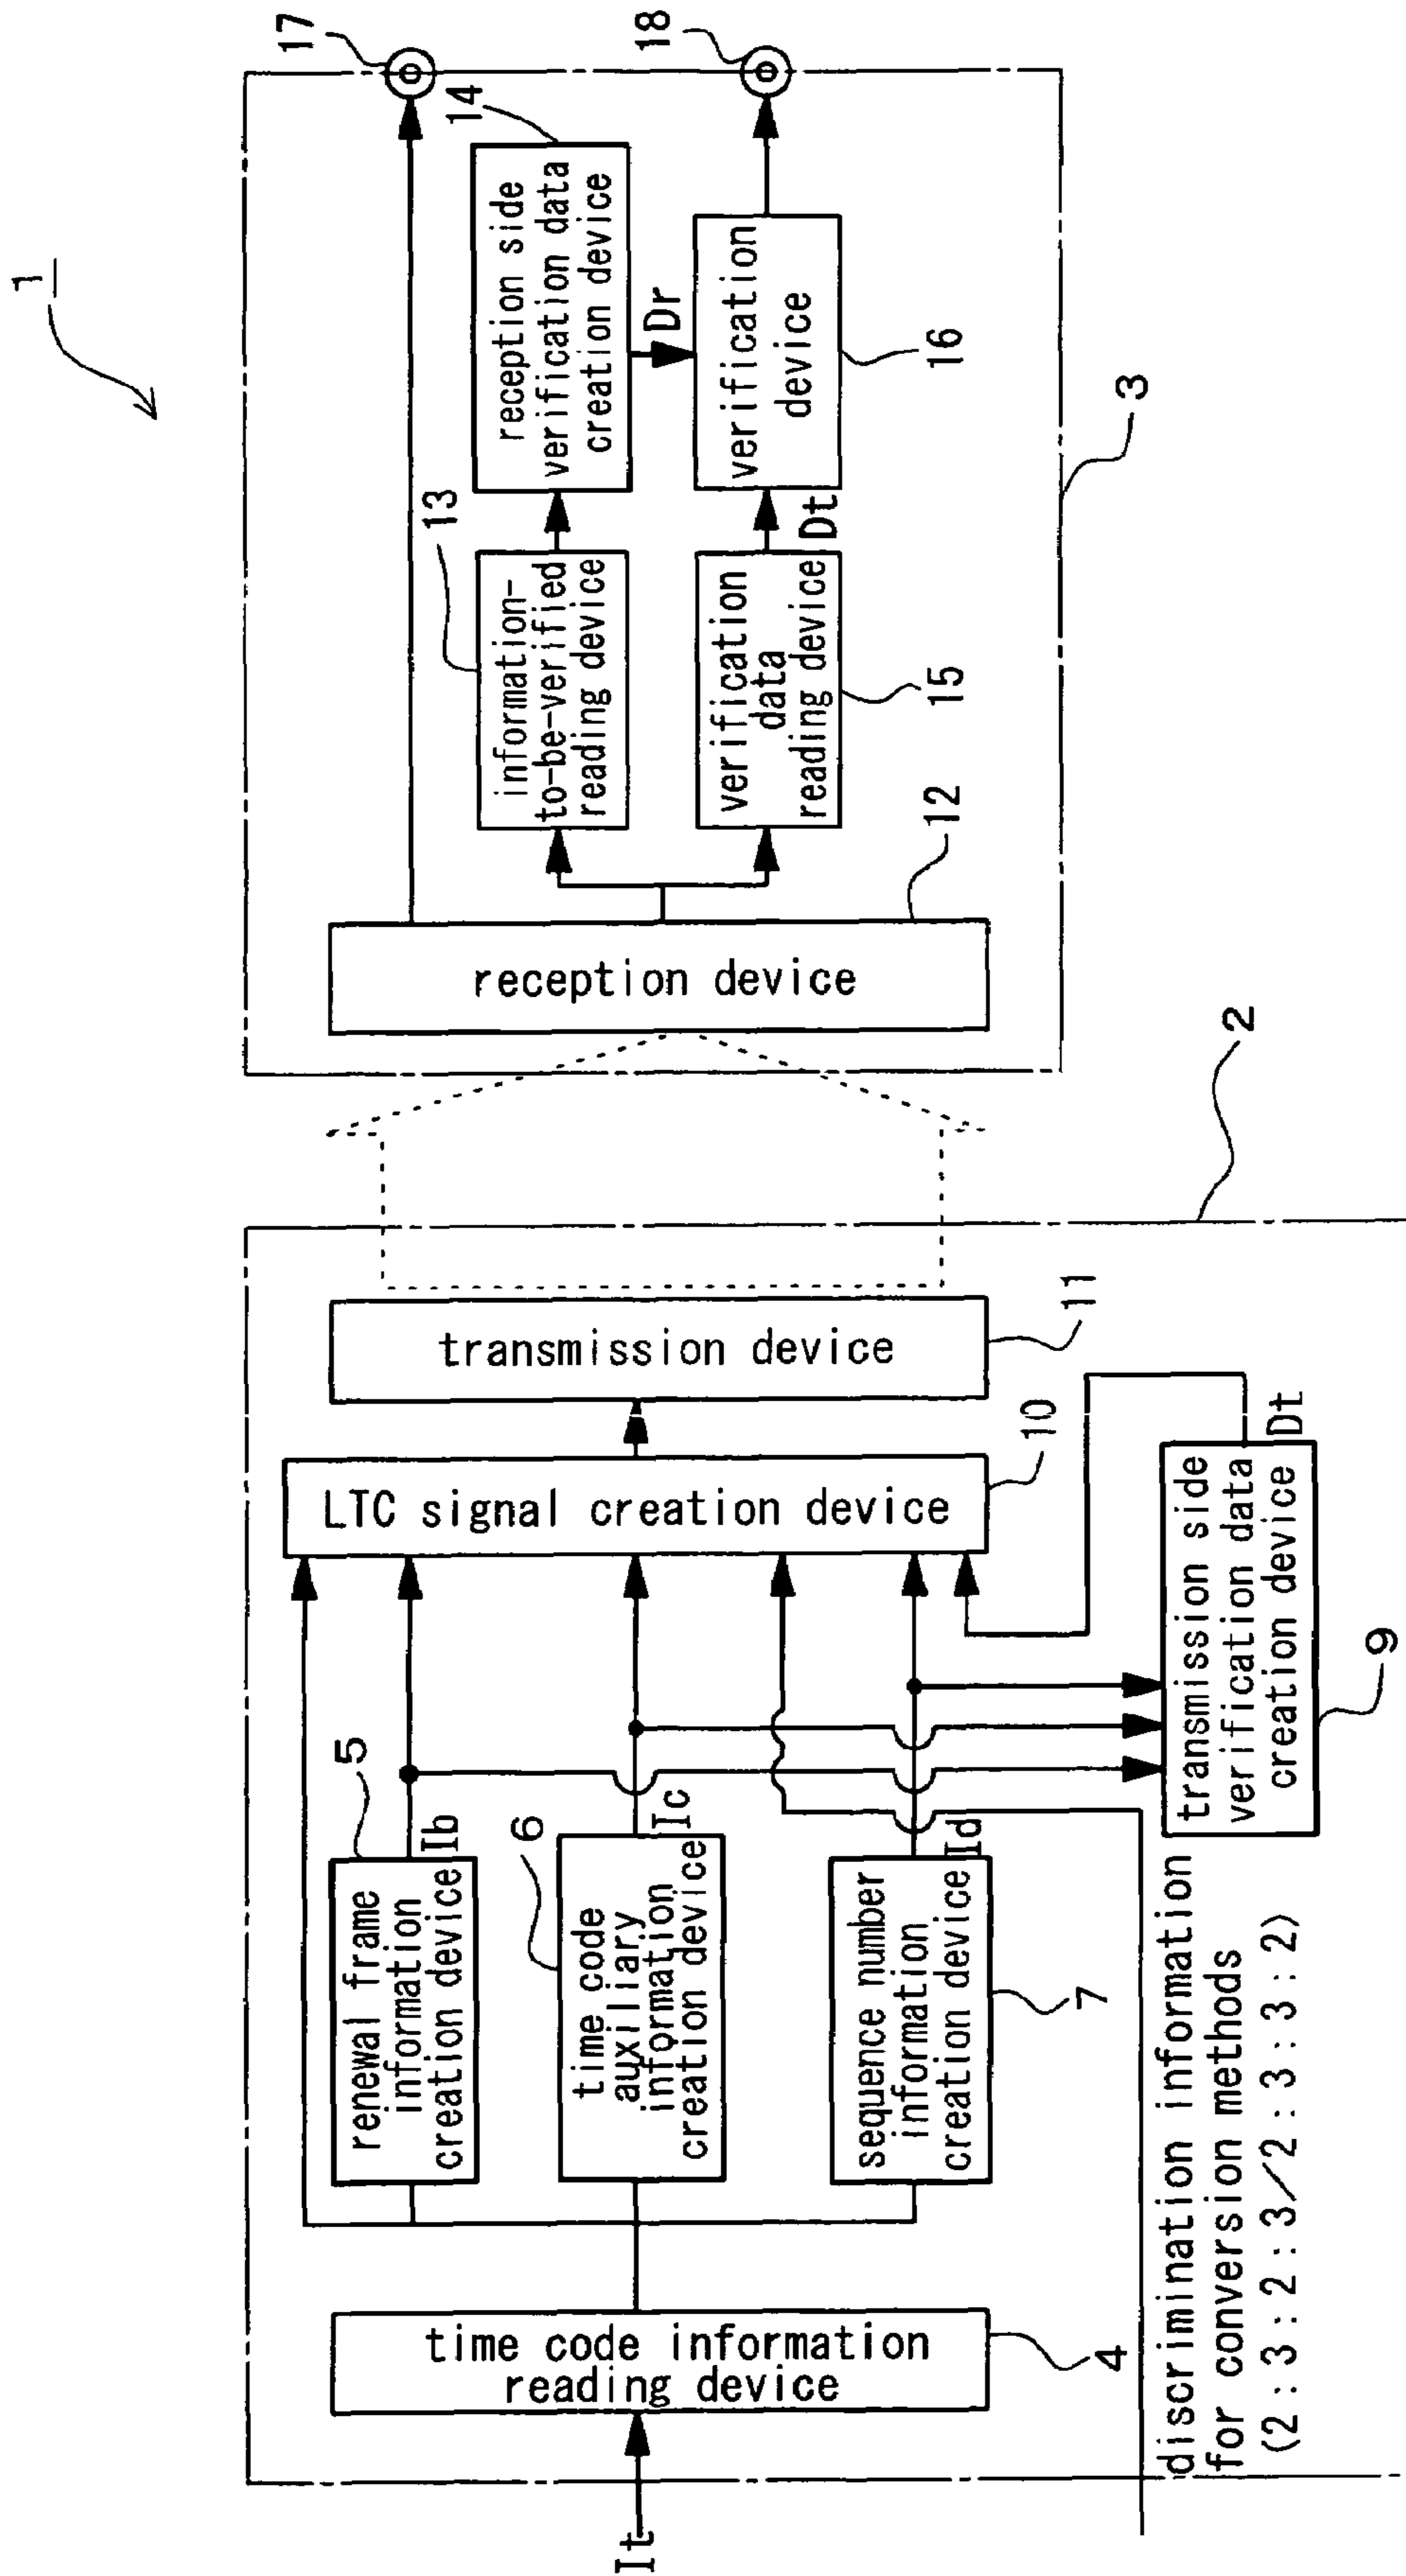 1
It
time code information
reading device
4
renewal frame
information
creation device
5
Ib
time code
auxiliary
information
creation device
6
Ic
sequence number
information
creation device
7
Id
discrimination information
for conversion methods
(2:3:2:3/2:3:3:2)
transmission side
verification data
creation device
9
Dt
LTC signal creation device
10
transmission device
11
2
reception device
12
information-
to-be-verified
reading device
13
reception side
verification data
creation device
14
Dr
verification
data
reading device
15
Dt
verification
device
16
17
18
3